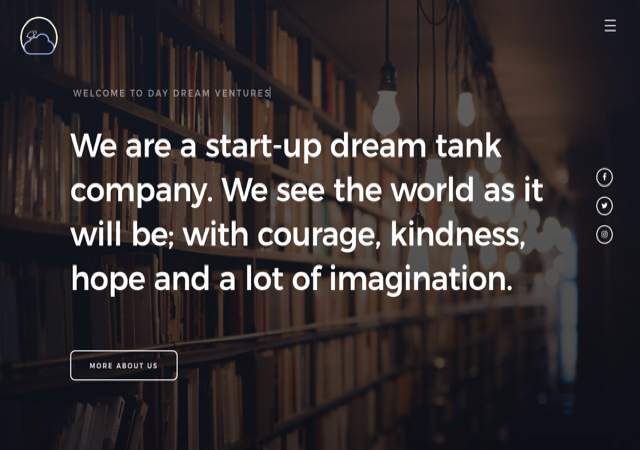 WELCOME TO DAY DREAM VENTURES
We are a start-up dream tank
company. We see the world as it
will be; with courage, kindness,
hope and a lot of imagination.
MORE ABOUT US